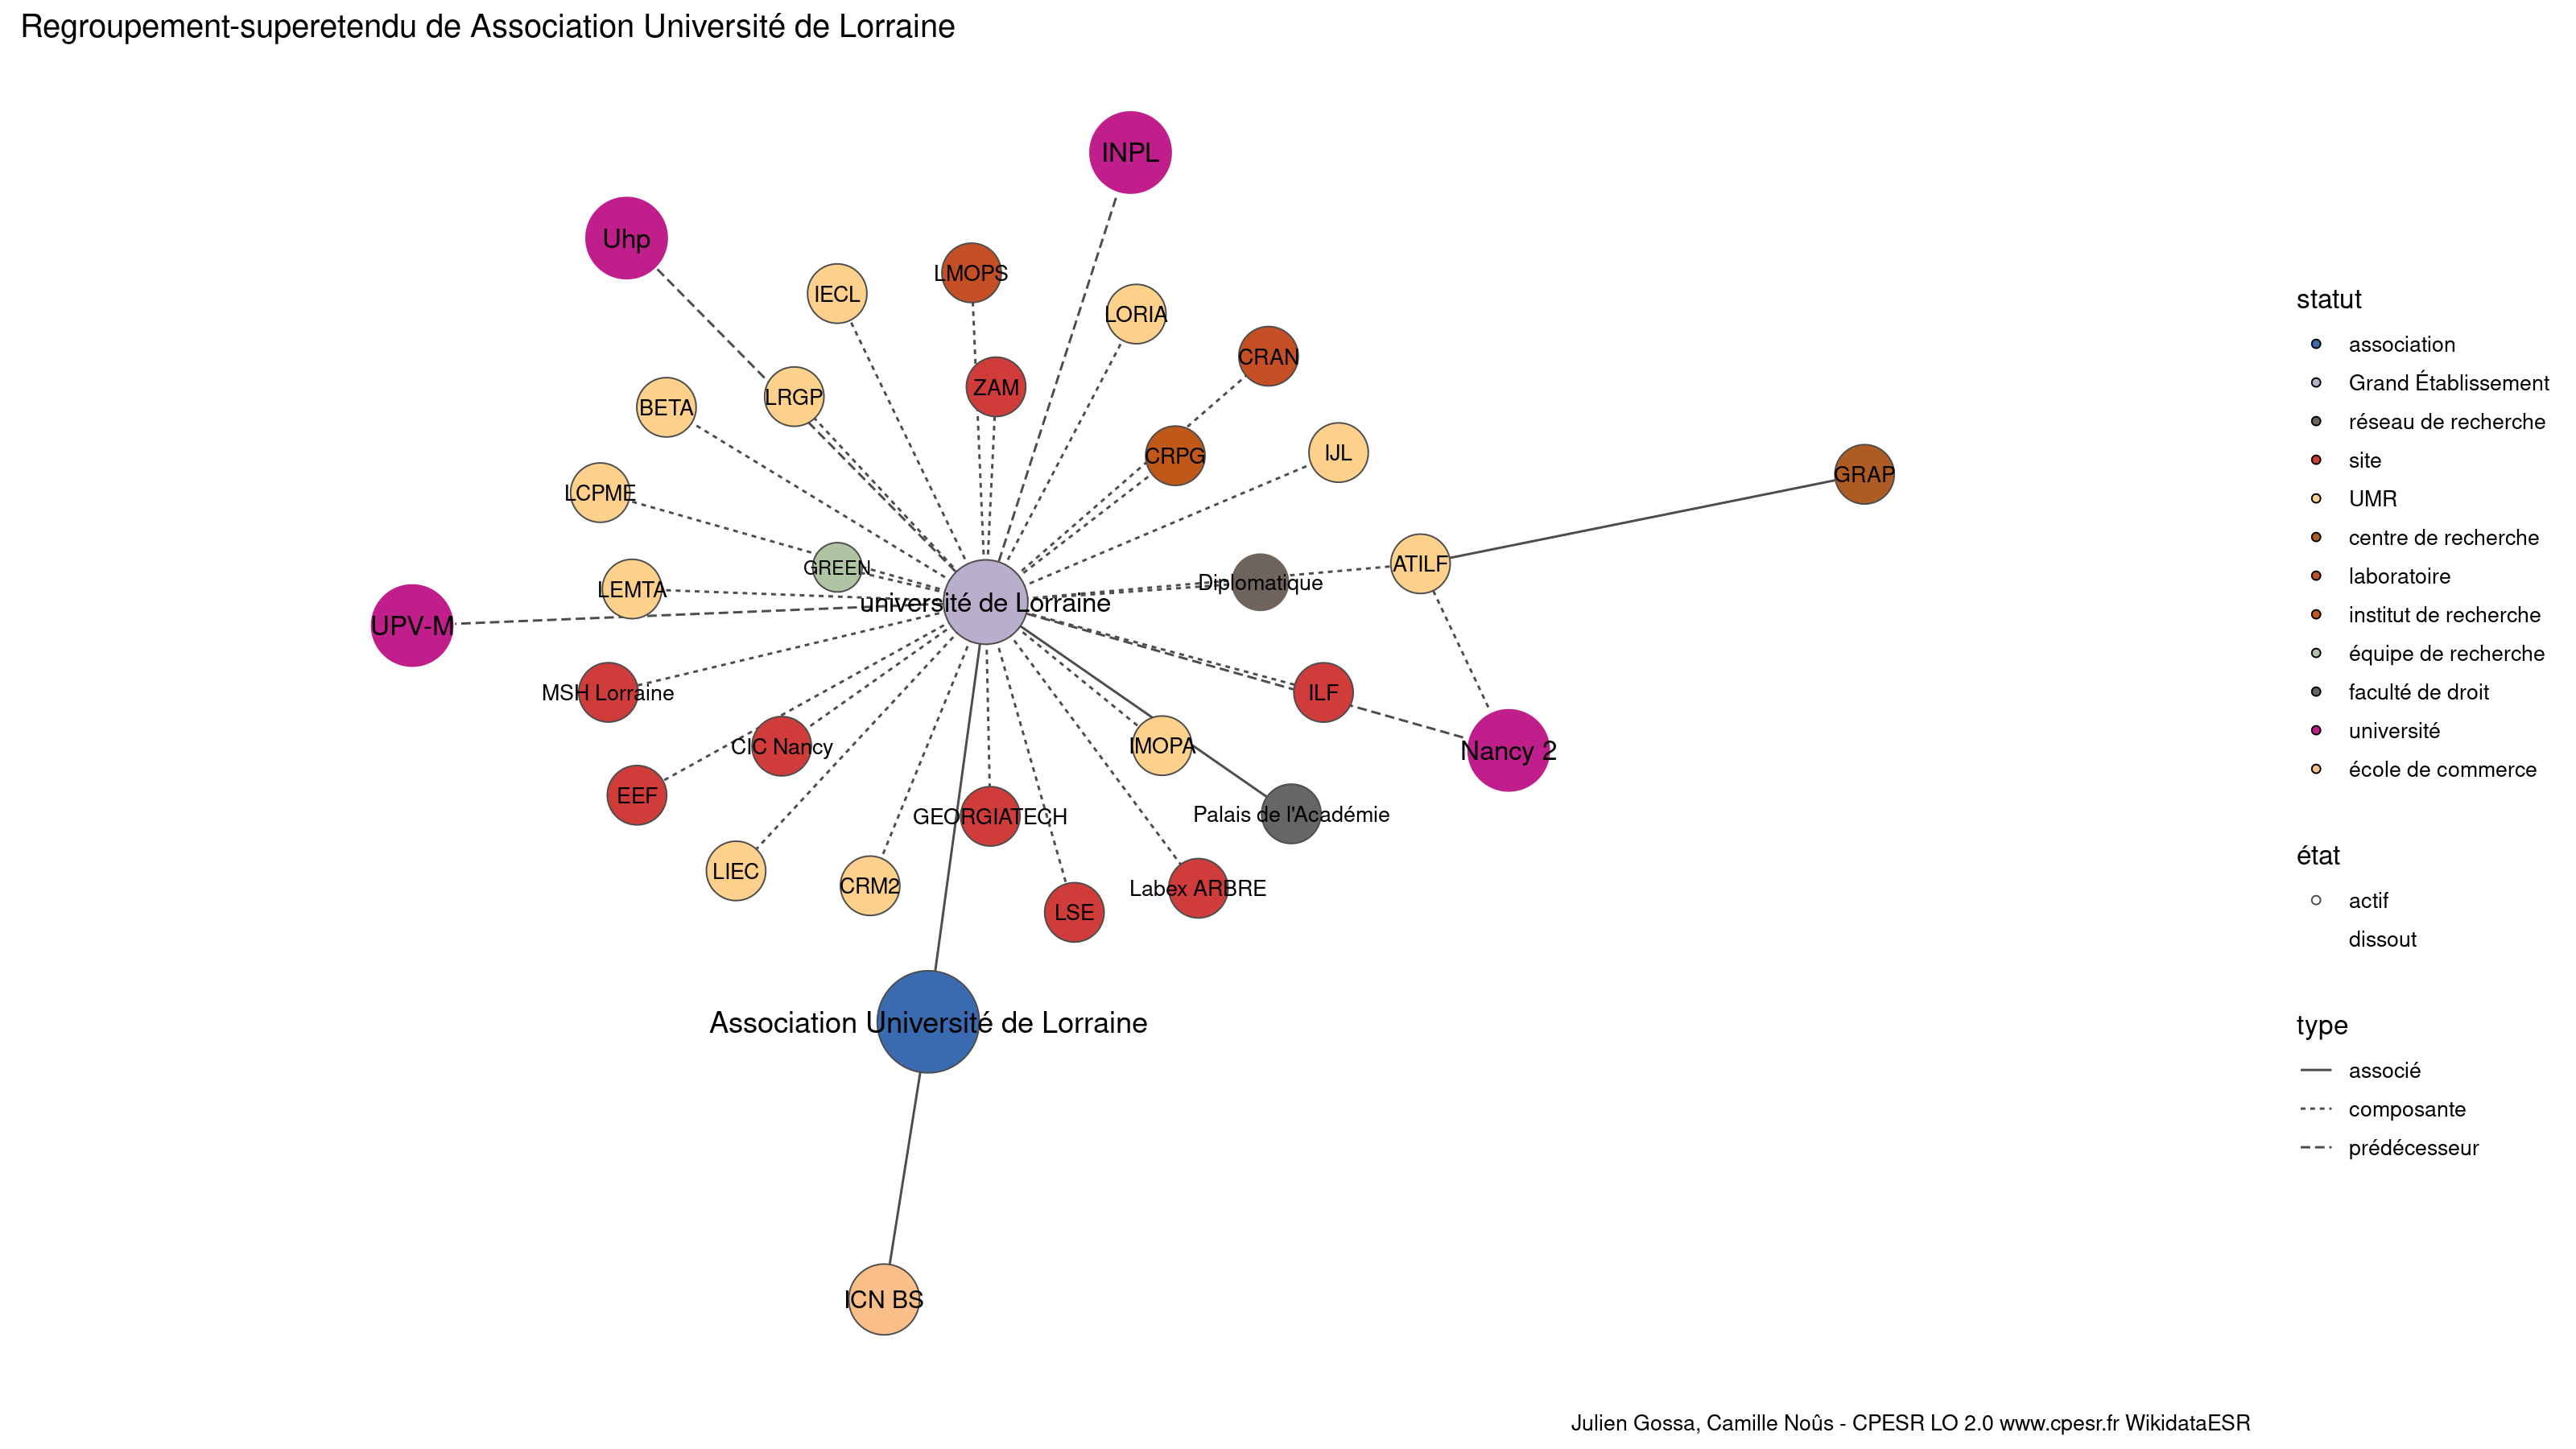 Regroupement-superetendu de Association Université de Lorraine
INPL
Uhp
LMOPS
IECL
LORIA
CRAN
ZAM
LRGP
BETA
CRPG
IJL
GRAP
LCPME
ATILF
GREEN
Diplomatique
LEMTA
université de Lorraine
UPV-M
MSH Lorraine
ILF
CIC Nancy
IMOPA
Nancy 2
EEF
GEORGIATECH
Palais de l'Académie
LIEC
CRM2
Labex ARBRE
LSE
Association Université de Lorraine
ICN BS
statut
association
Grand Établissement
réseau de recherche
site
UMR
centre de recherche
laboratoire
institut de recherche
équipe de recherche
faculté de droit
université
école de commerce
état
actif
dissout
type
associé
composante
prédécesseur
Julien Gossa, Camille Noûs - CPESR LO 2.0 www.cpesr.fr WikidataESR